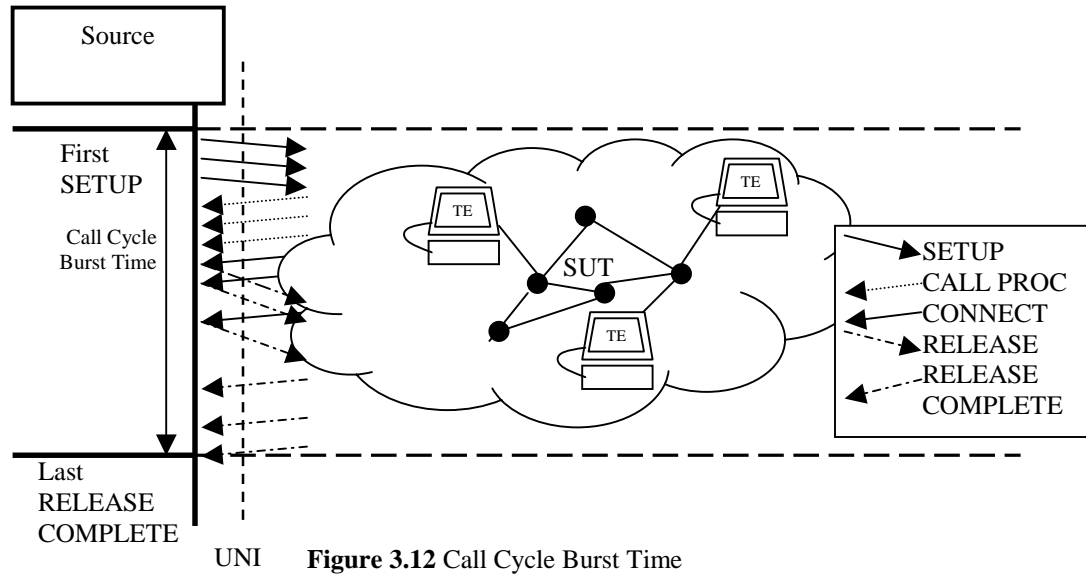 Source
First
SETUP
Call Cycle
Burst Time
TE
TE
SUT
TE
SETUP
CALL PROC
CONNECT
RELEASE
RELEASE
COMPLETE
Last
RELEASE
COMPLETE
UNI
Figure 3.12 Call Cycle Burst Time